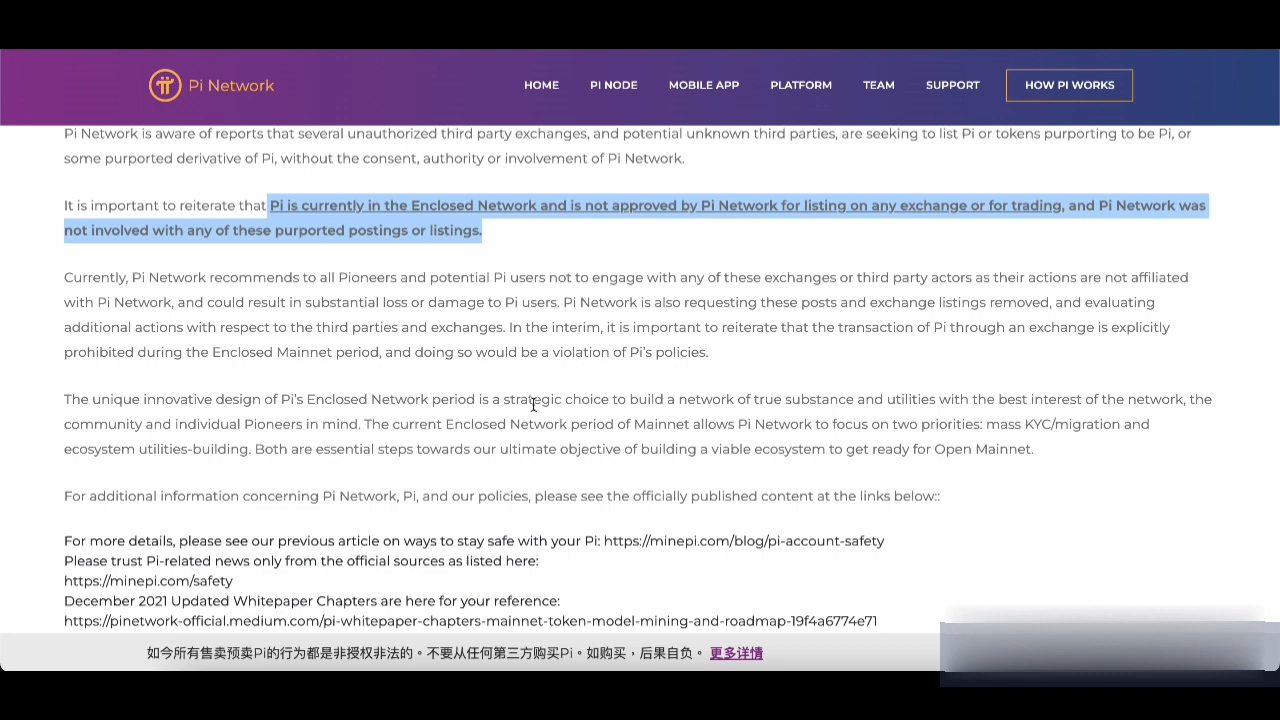 Pi Network
HOME
PI NODE
MOBILE APP
PLATFORM
TEAM
SUPPORT
HOW PI WORKS
Pi Network is aware of reports that several unauthorized third party exchanges, and potential unknown third parties, are seeking to list Pi or tokens purporting to be Pi, or
some purported derivative of Pi, without the consent, authority or involvement of Pi Network.
It is important to reiterate that Pi is currently in the Enclosed Network and is not approved by Pi Network for listing on any exchange or for trading, and Pi Network was
not involved with any of these purported postings or listings.
Currently, Pi Network recommends to all Pioneers and potential Pi users not to engage with any of these exchanges or third party actors as their actions are not affiliated
with Pi Network, and could result in substantial loss or damage to Pi users. Pi Network is also requesting these posts and exchange listings removed, and evaluating
additional actions with respect to the third parties and exchanges. In the interim, it is important to reiterate that the transaction of Pi through an exchange is explicitly
prohibited during the Enclosed Mainnet period, and doing so would be a violation of Pi’s policies.
The unique innovative design of Pi’s Enclosed Network period is a strategic choice to build a network of true substance and utilities with the best interest of the network, the
community and individual Pioneers in mind. The current Enclosed Network period of Mainnet allows Pi Network to focus on two priorities: mass KYC/migration and
ecosystem utilities-building. Both are essential steps towards our ultimate objective of building a viable ecosystem to get ready for Open Mainnet.
For additional information concerning Pi Network, Pi, and our policies, please see the officially published content at the links below::
For more details, please see our previous article on ways to stay safe with your Pi: https://minepi.com/blog/pi-account-safety
Please trust Pi-related news only from the official sources as listed here:
https://minepi.com/safety
December 2021 Updated Whitepaper Chapters are here for your reference:
https://pinetwork-official.medium.com/pi-whitepaper-chapters-mainnet-token-model-mining-and-roadmap-19f4a6774e71
如今所有售卖预卖Pi的行为都是非授权非法的。不要从任何第三方购买Pi。如购买，后果自负。 更多详情